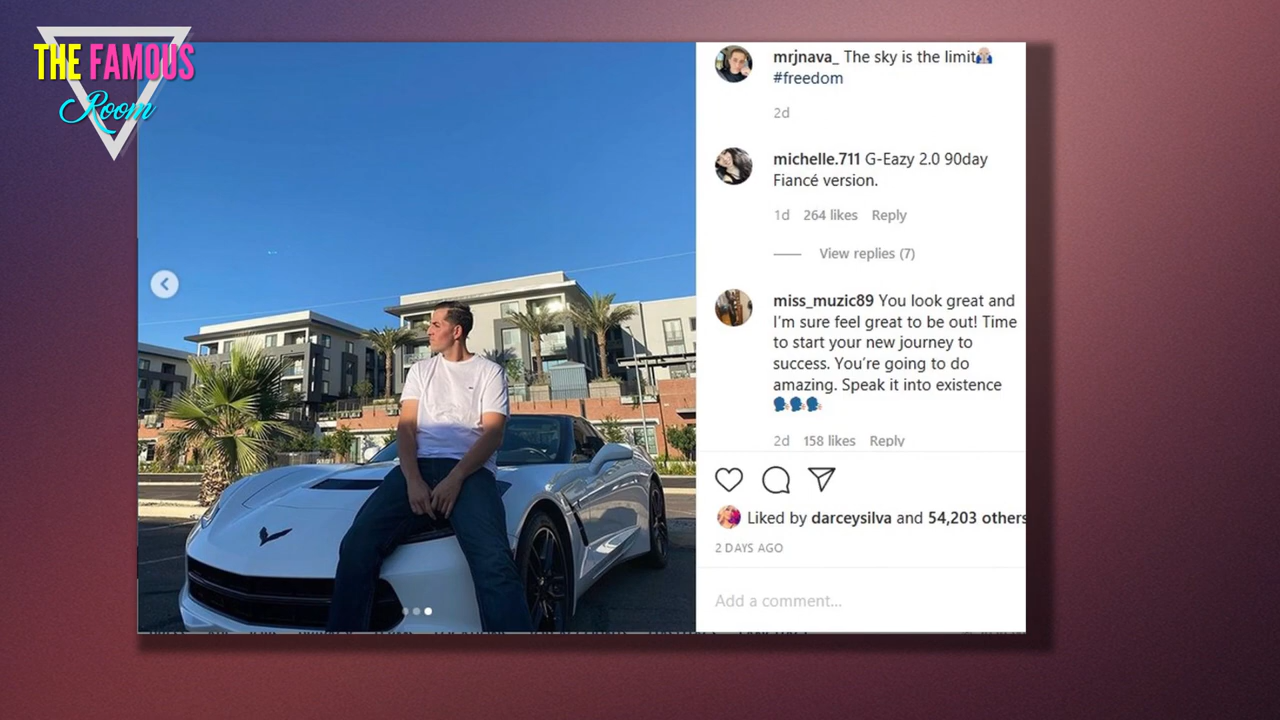 THE FAMOUS
Room
mrjnava_ The sky is the limit
#freedom
2d
michelle.711 G-Eazy 2.0 90day
Fiancé version.
1d 264 likes Reply
View replies (7)
miss_muzic89 You look great and
I'm sure feel great to be out! Time
to start your new journey to
success. You're going to do
amazing. Speak it into existence
2d 158 likes Reply
Liked by darceysilva and 54,203 others
2 DAYS AGO
Add a comment...